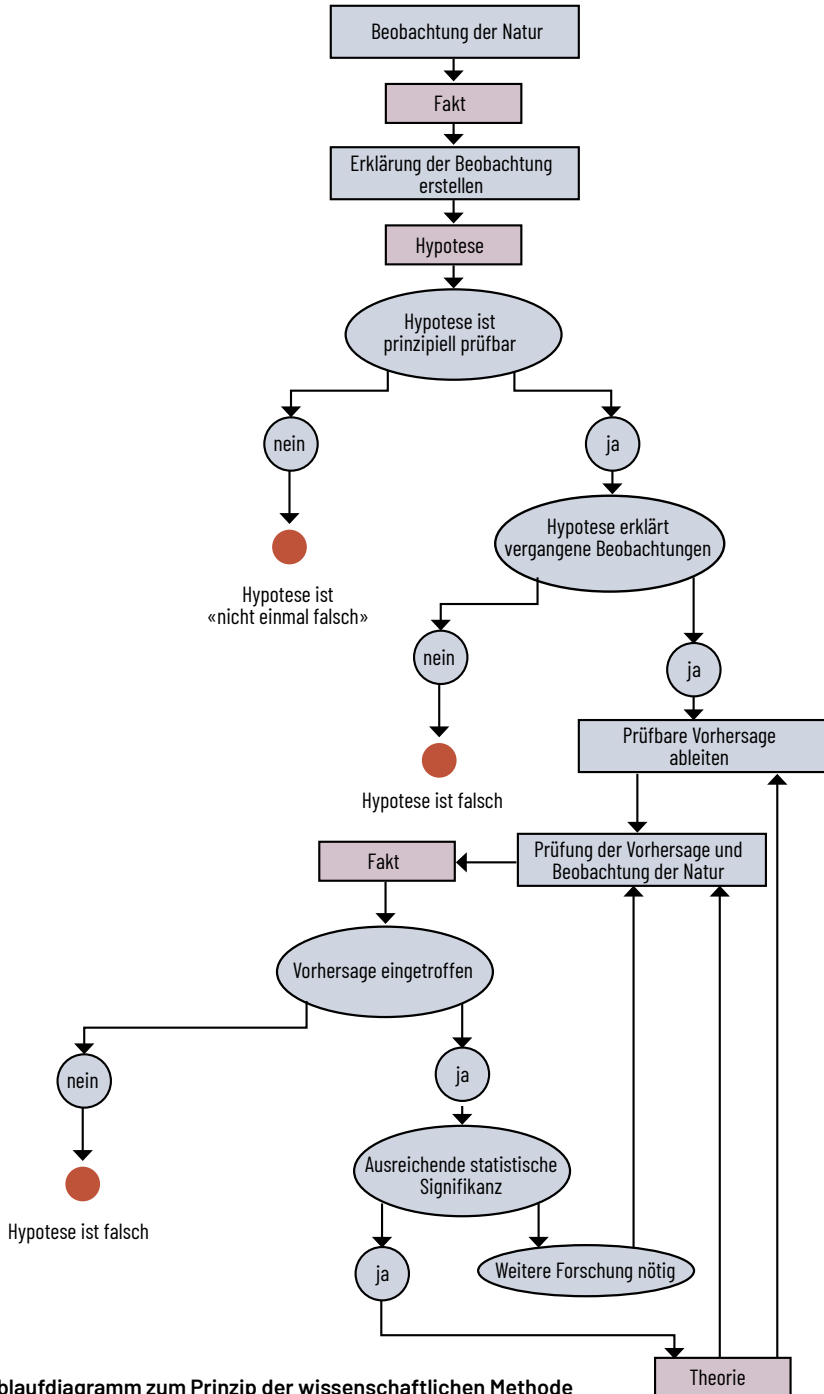 Beobachtung der Natur
Fakt
Erklärung der Beobachtung
erstellen
Hypotese
Hypotese ist
prinzipiell prüfbar
nein
ja
Hypotese ist
«nicht einmal falsch»
Hypotese erklärt
vergangene Beobachtungen
nein
ja
Hypotese ist falsch
Prüfbare Vorhersage
ableiten
Prüfung der Vorhersage und
Beobachtung der Natur
Fakt
Vorhersage eingetroffen
nein
ja
Hypotese ist falsch
Ausreichende statistische
Signifikanz
ja
Weitere Forschung nötig
Theorie
blaufdiagramm zum Prinzip der wissenschaftlichen Methode